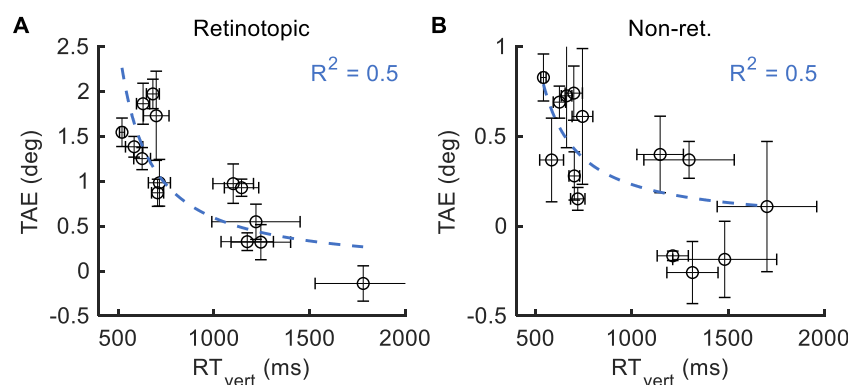 A
Retinotopic
2.5
2
1.5
1
0.5
0
-0.5
TAE (deg)
R² = 0.5
500
1000
1500
2000
RT_vert (ms)
B
Non-ret.
1
0.5
0
-0.5
TAE (deg)
R² = 0.5
500
1000
1500
2000
RT_vert (ms)